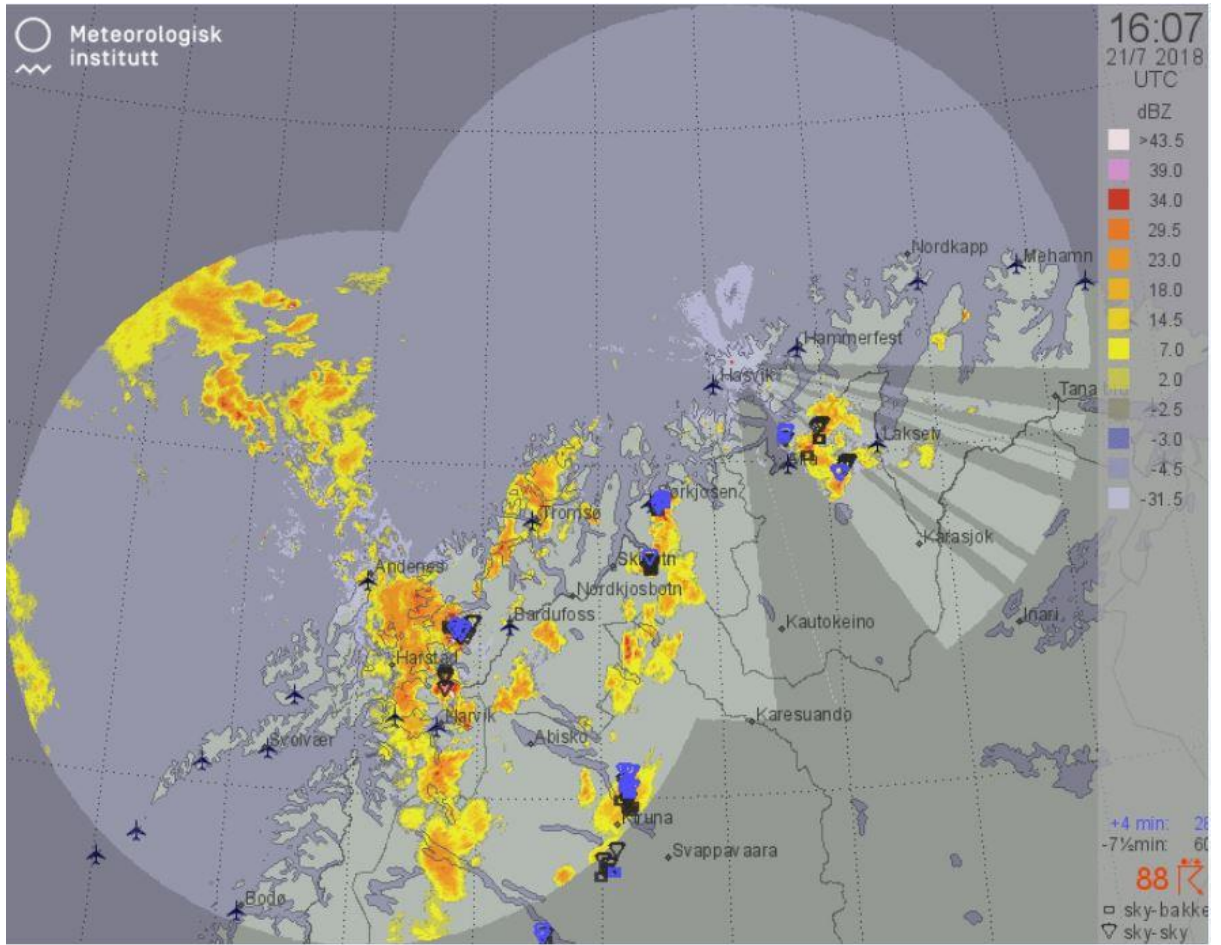 Meteorologisk
institutt
16:07
21/7 2018
UTC
dBZ
>43.5
39.0
34.0
29.5
23.0
18.0
14.5
7.0
2.0
-2.5
-3.0
-4.5
-31.5
Nordkapp
Mehamn
Hammerfest
Hasvik
Tana
Lakselv
Tromsø
Karasjok
Andenes
Nordkjosbotn
Bardufoss
Kautokeino
Inari
Harstad
Narvik
Karesuando
Svolvær
Abisko
Kiruna
Svappavaara
Bodø
+4 min:
-7½min:
88
sky-bakke
sky-sky